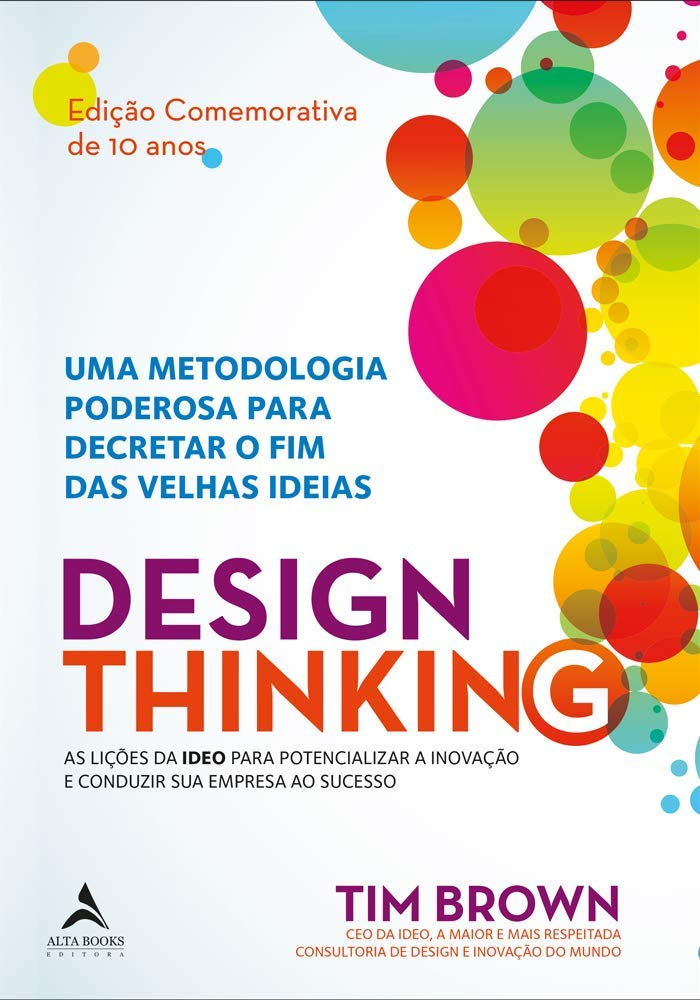 Edição Comemorativa
de 10 anos
UMA METODOLOGIA
PODEROSA PARA
DECRETAR O FIM
DAS VELHAS IDEIAS
DESIGN
THINKING
AS LIÇÕES DA IDEO PARA POTENCIALIZAR A INOVAÇÃO
E CONDUZIR SUA EMPRESA AO SUCESSO
TIM BROWN
CEO DA IDEO, A MAIOR E MAIS RESPEITADA
CONSULTORIA DE DESIGN E INOVAÇÃO DO MUNDO
ALTA BOOKS
EDITORA